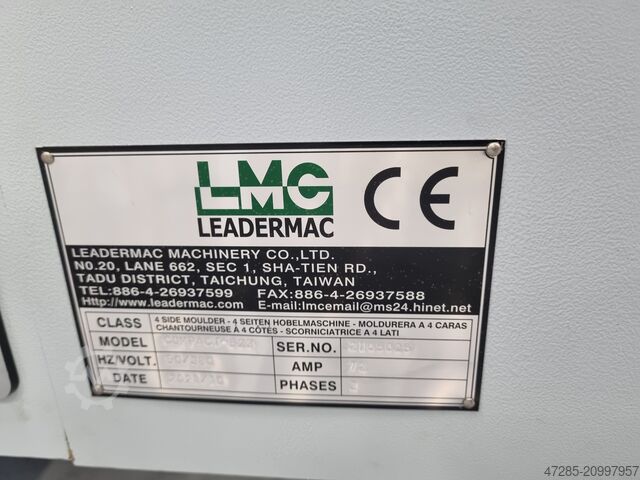 LMC
LEADERMAC
CE
LEADERMAC MACHINERY CO.,LTD.
NO.20, LANE 662, SEC 1, SHA-TIEN RD.,
TADU DISTRICT, TAICHUNG, TAIWAN
TEL:886-4-26937599 FAX:886-4-26937588
Http://www.leadermac.com E-mail:lmcemail@ms24.hinet.net
CLASS 4 SIDE MOULDER - 4 SEITEN HOBELMASCHINE - MOLDURERA A 4 CARAS
CHANTOURNEUSE A 4 CÔTÉS - SCORNICIATRICE A 4 LATI
MODEL SER.NO.
HZ/VOLT. AMP
DATE PHASES 3
47285-20997957